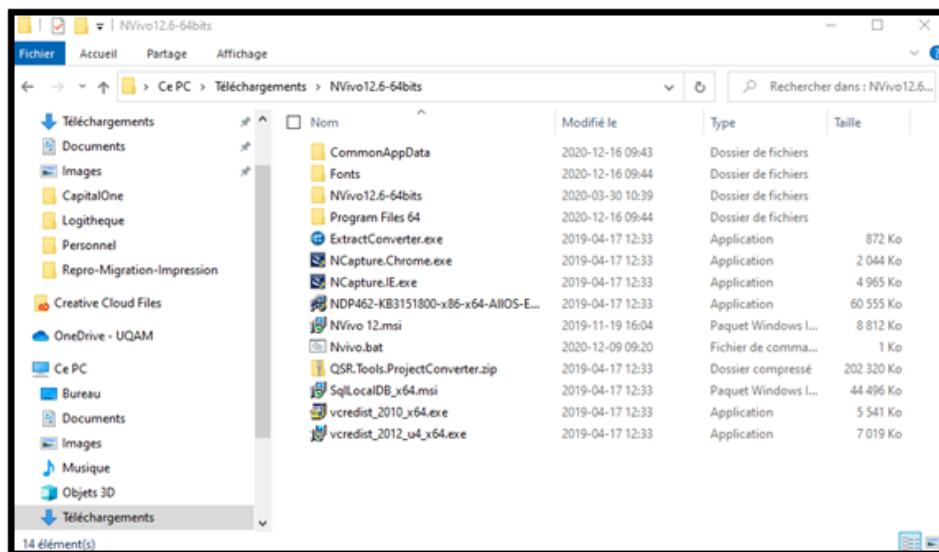 NVivo12.6-64bits
Fichier Accueil Partage Affichage
Ce PC > Téléchargements > NVivo12.6-64bits
Rechercher dans : NVivo12.6...
Téléchargements
Documents
Images
CapitalOne
Logitheque
Personnel
Repro-Migration-Impression
Creative Cloud Files
OneDrive - UQAM
Ce PC
Bureau
Documents
Images
Musique
Objets 3D
Téléchargements
Nom Modifié le Type Taille
CommonAppData 2020-12-16 09:43 Dossier de fichiers
Fonts 2020-12-16 09:44 Dossier de fichiers
NVivo12.6-64bits 2020-03-30 10:39 Dossier de fichiers
Program Files 64 2020-12-16 09:44 Dossier de fichiers
ExtractConverter.exe 2019-04-17 12:33 Application 872 Ko
NCapture.Chrome.exe 2019-04-17 12:33 Application 2 044 Ko
NCapture.IE.exe 2019-04-17 12:33 Application 4 965 Ko
NDP462-KB3151800-x86-x64-AllOS-E... 2019-04-17 12:33 Application 60 555 Ko
NVivo 12.msi 2019-11-19 16:04 Paquet Windows I... 8 812 Ko
Nvivo.bat 2020-12-09 09:20 Fichier de comma... 1 Ko
QSR.Tools.ProjectConverter.zip 2019-04-17 12:33 Dossier compressé 202 320 Ko
SqlLocalDB_x64.msi 2019-04-17 12:33 Paquet Windows I... 44 496 Ko
vcredist_2010_x64.exe 2019-04-17 12:33 Application 5 541 Ko
vcredist_2012_u4_x64.exe 2019-04-17 12:33 Application 7 019 Ko
14 élément(s)